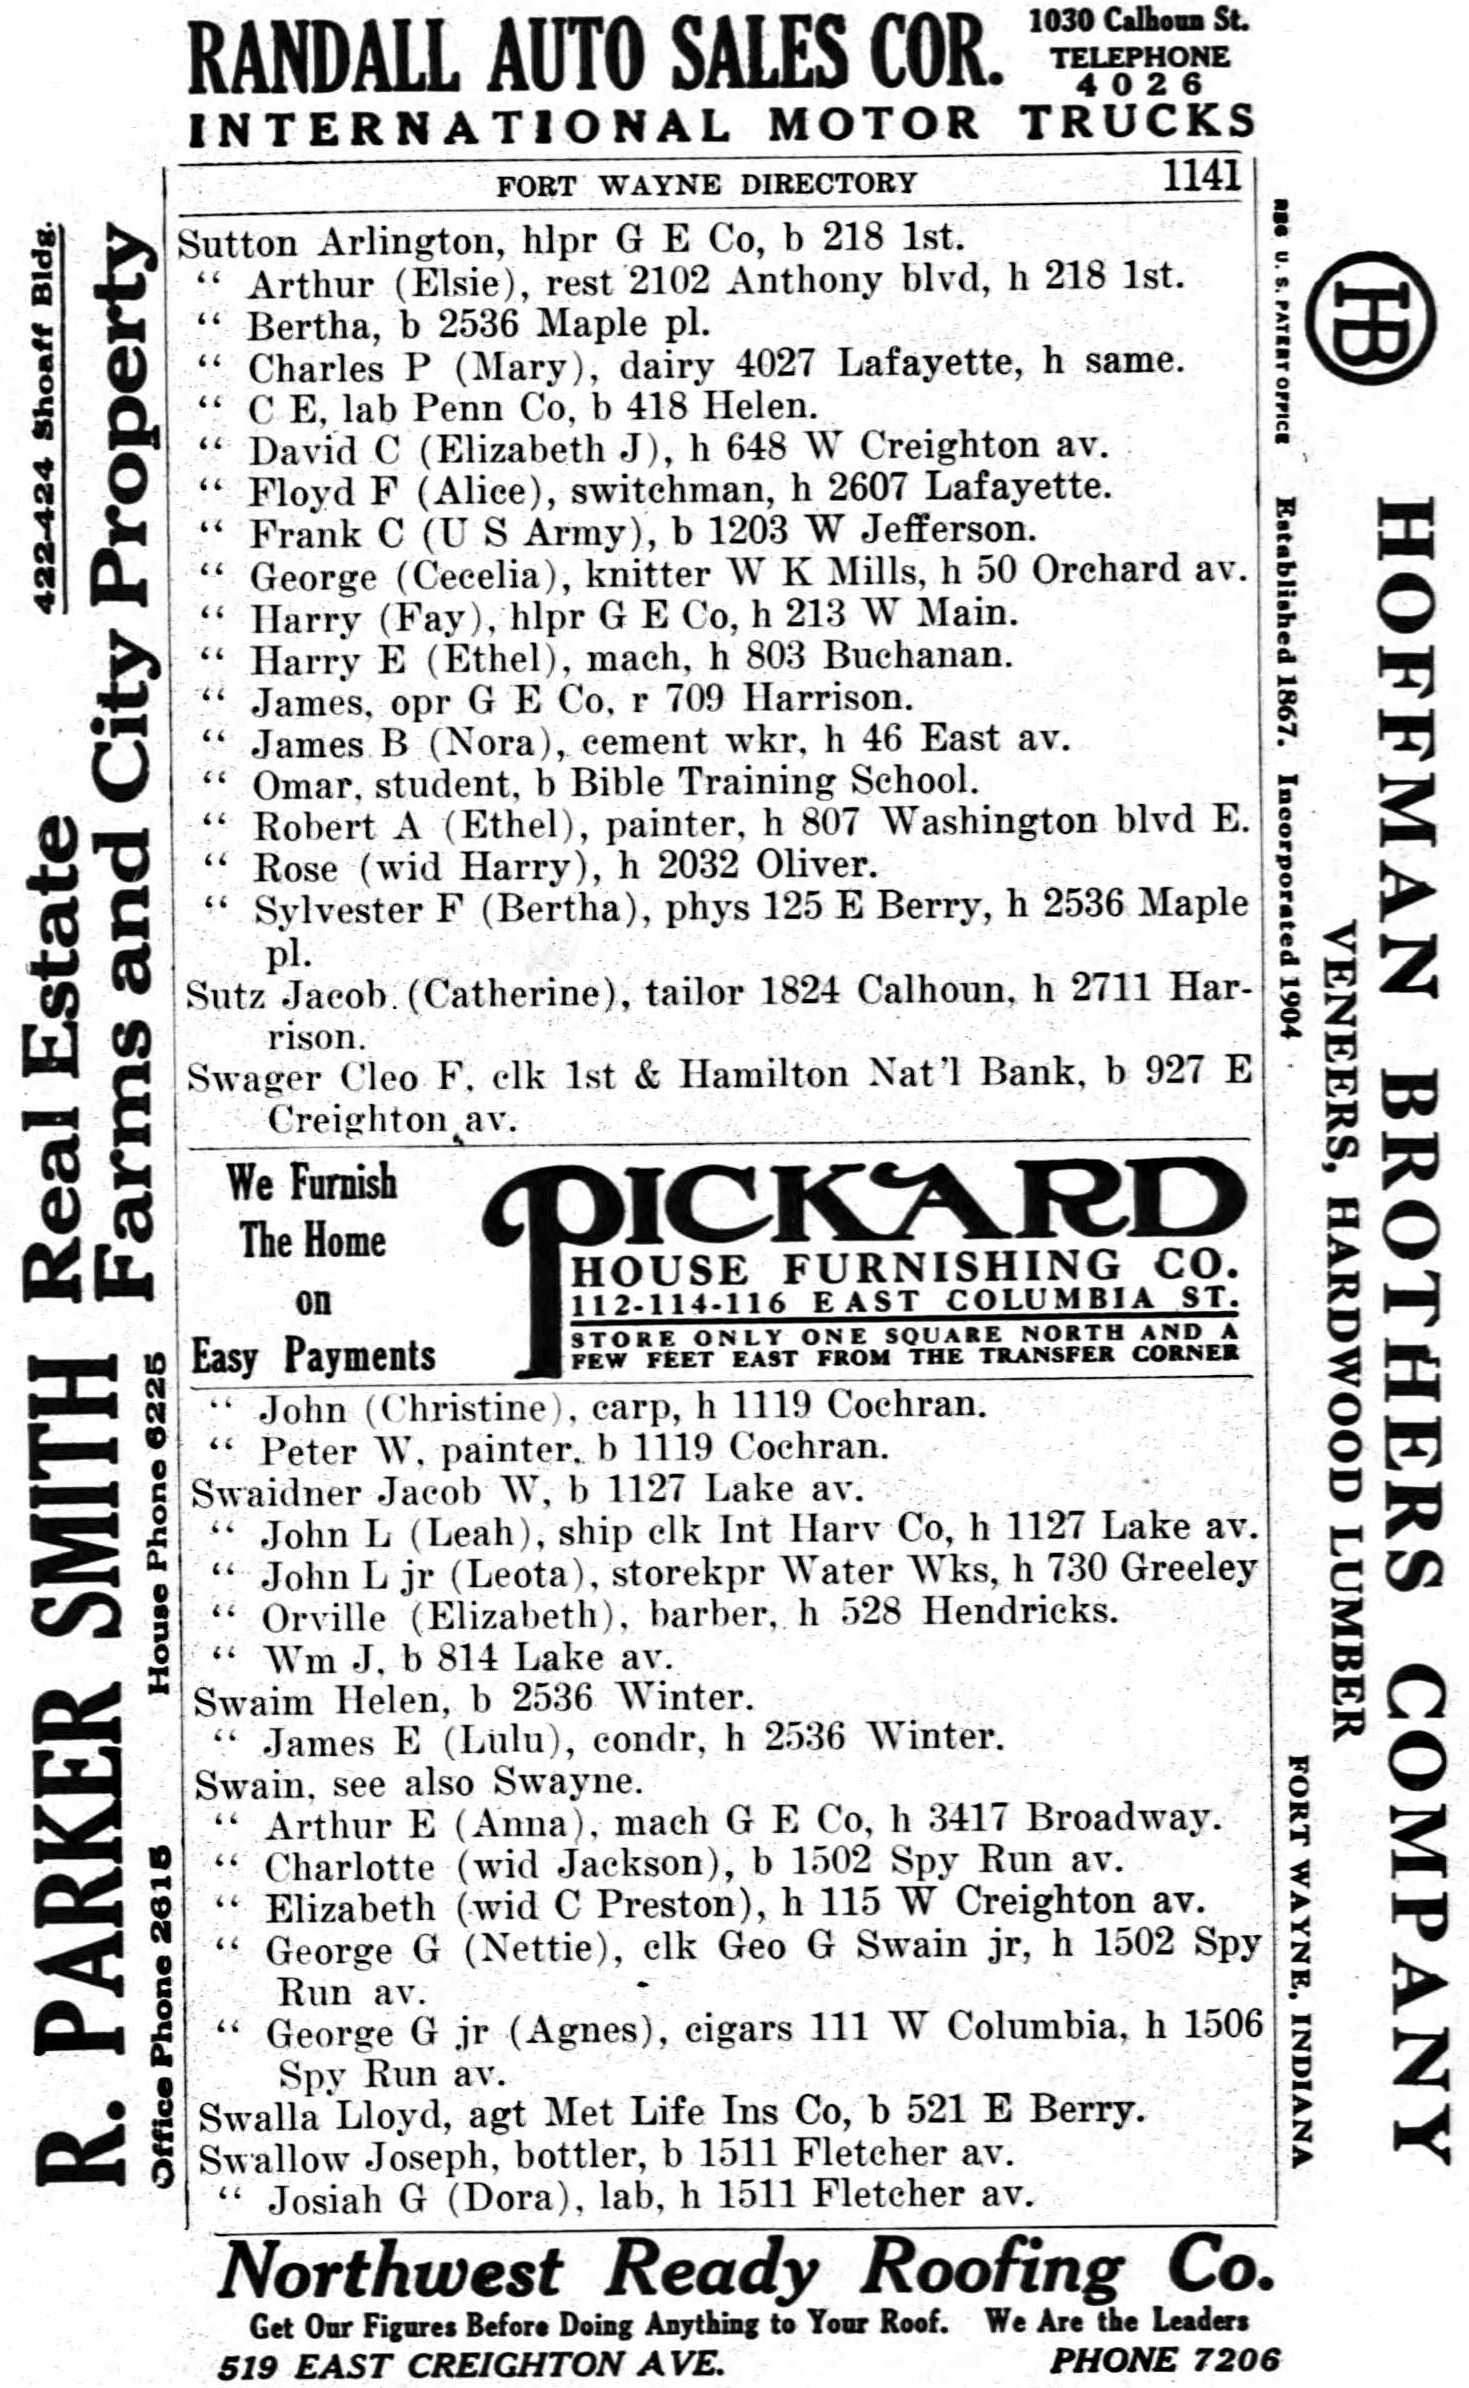 RANDALL AUTO SALES COR.
1030 Calhoun St.
TELEPHONE
4026
INTERNATIONAL MOTOR TRUCKS
FORT WAYNE DIRECTORY 1141
Sutton Arlington, hlpr G E Co, b 218 1st.
“ Arthur (Elsie), rest 2102 Anthony blvd, h 218 1st.
“ Bertha, b 2536 Maple pl.
“ Charles P (Mary), dairy 4027 Lafayette, h same.
“ C E, lab Penn Co, b 418 Helen.
“ David C (Elizabeth J), h 648 W Creighton av.
“ Floyd F (Alice), switchman, h 2607 Lafayette.
“ Frank C (U S Army), b 1203 W Jefferson.
“ George (Cecelia), knitter W K Mills, h 50 Orchard av.
“ Harry (Fay), hlpr G E Co, h 213 W Main.
“ Harry E (Ethel), mach, h 803 Buchanan.
“ James, opr G E Co, r 709 Harrison.
“ James B (Nora), cement wkr, h 46 East av.
“ Omar, student, b Bible Training School.
“ Robert A (Ethel), painter, h 807 Washington blvd E.
“ Rose (wid Harry), h 2032 Oliver.
“ Sylvester F (Bertha), phys 125 E Berry, h 2536 Maple
pl.
Sutz Jacob (Catherine), tailor 1824 Calhoun, h 2711 Har-
rison.
Swager Cleo F, clk 1st & Hamilton Nat’l Bank, b 927 E
Creighton av.
We Furnish
The Home
on
Easy Payments
PICKARD
HOUSE FURNISHING CO.
112-114-116 EAST COLUMBIA ST.
STORE ONLY ONE SQUARE NORTH AND A
FEW FEET EAST FROM THE TRANSFER CORNER
“ John (Christine), carp, h 1119 Cochran.
“ Peter W, painter, b 1119 Cochran.
Swaidner Jacob W, b 1127 Lake av.
“ John L (Leah), ship clk Int Harv Co, h 1127 Lake av.
“ John L jr (Leota), storekpr Water Wks, h 730 Greeley
“ Orville (Elizabeth), barber, h 528 Hendricks.
“ Wm J, b 814 Lake av.
Swaim Helen, b 2536 Winter.
“ James E (Lulu), condr, h 2536 Winter.
Swain, see also Swayne.
“ Arthur E (Anna), mach G E Co, h 3417 Broadway.
“ Charlotte (wid Jackson), b 1502 Spy Run av.
“ Elizabeth (wid C Preston), h 115 W Creighton av.
“ George G (Nettie), clk Geo G Swain jr, h 1502 Spy
Run av.
“ George G jr (Agnes), cigars 111 W Columbia, h 1506
Spy Run av.
Swalla Lloyd, agt Met Life Ins Co, b 521 E Berry.
Swallow Joseph, bottler, b 1511 Fletcher av.
“ Josiah G (Dora), lab, h 1511 Fletcher av.
Northwest Ready Roofing Co.
Get Our Figures Before Doing Anything to Your Roof. We Are the Leaders
519 EAST CREIGHTON AVE. PHONE 7206
R. PARKER SMITH
Real Estate
Farms and City Property
422-424 Shoaff Bldg.
Office Phone 2615 House Phone 6225
HB
U. S. PATENT OFFICE
Established 1867. Incorporated 1904
HOFFMAN BROTHERS COMPANY
VENEERS, HARDWOOD LUMBER
FORT WAYNE, INDIANA